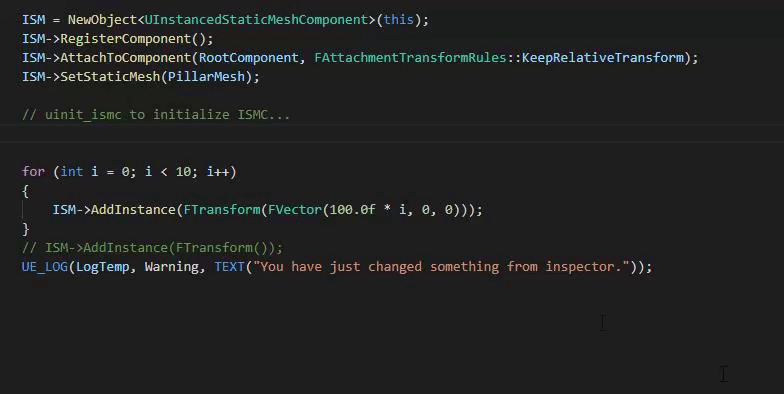 ISM = NewObject<UInstancedStaticMeshComponent>(this);
ISM->RegisterComponent();
ISM->AttachToComponent(RootComponent, FAttachmentTransformRules::KeepRelativeTransform);
ISM->SetStaticMesh(PillarMesh);
// uinit_ismc to initialize ISMC...
for (int i = 0; i < 10; i++)
{
ISM->AddInstance(FTransform(FVector(100.0f * i, 0, 0)));
}
// ISM->AddInstance(FTransform());
UE_LOG(LogTemp, Warning, TEXT("You have just changed something from inspector."));